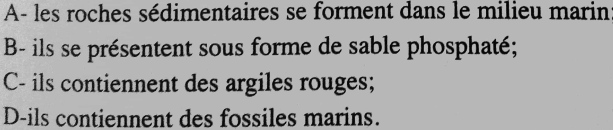 A- les roches sédimentaires se forment dans le milieu marin;
B- ils se présentent sous forme de sable phosphaté;
C- ils contiennent des argiles rouges;
D-ils contiennent des fossiles marins.